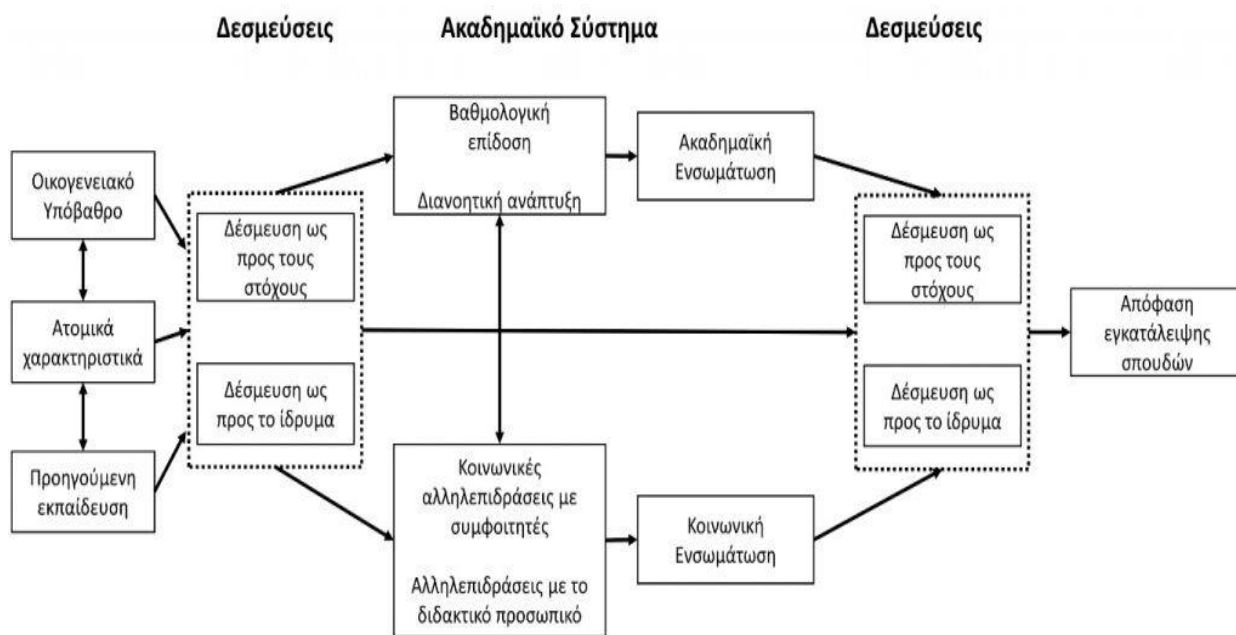 Δεσμεύσεις
Ακαδημαϊκό Σύστημα
Δεσμεύσεις
Οικογενειακό
Υπόβαθρο
Ατομικά
χαρακτηριστικά
Προηγούμενη
εκπαίδευση
Δέσμευση ως
προς τους
στόχους
Δέσμευση ως
προς το ίδρυμα
Βαθμολογική
επίδοση
Διανοητική ανάπτυξη
Κοινωνικές
αλληλεπιδράσεις με
συμφοιτητές
Αλληλεπιδράσεις με το
διδακτικό προσωπικό
Ακαδημαϊκή
Ενσωμάτωση
Κοινωνική
Ενσωμάτωση
Δέσμευση ως
προς τους
στόχους
Δέσμευση ως
προς το ίδρυμα
Απόφαση
εγκατάλειψης
σπουδών